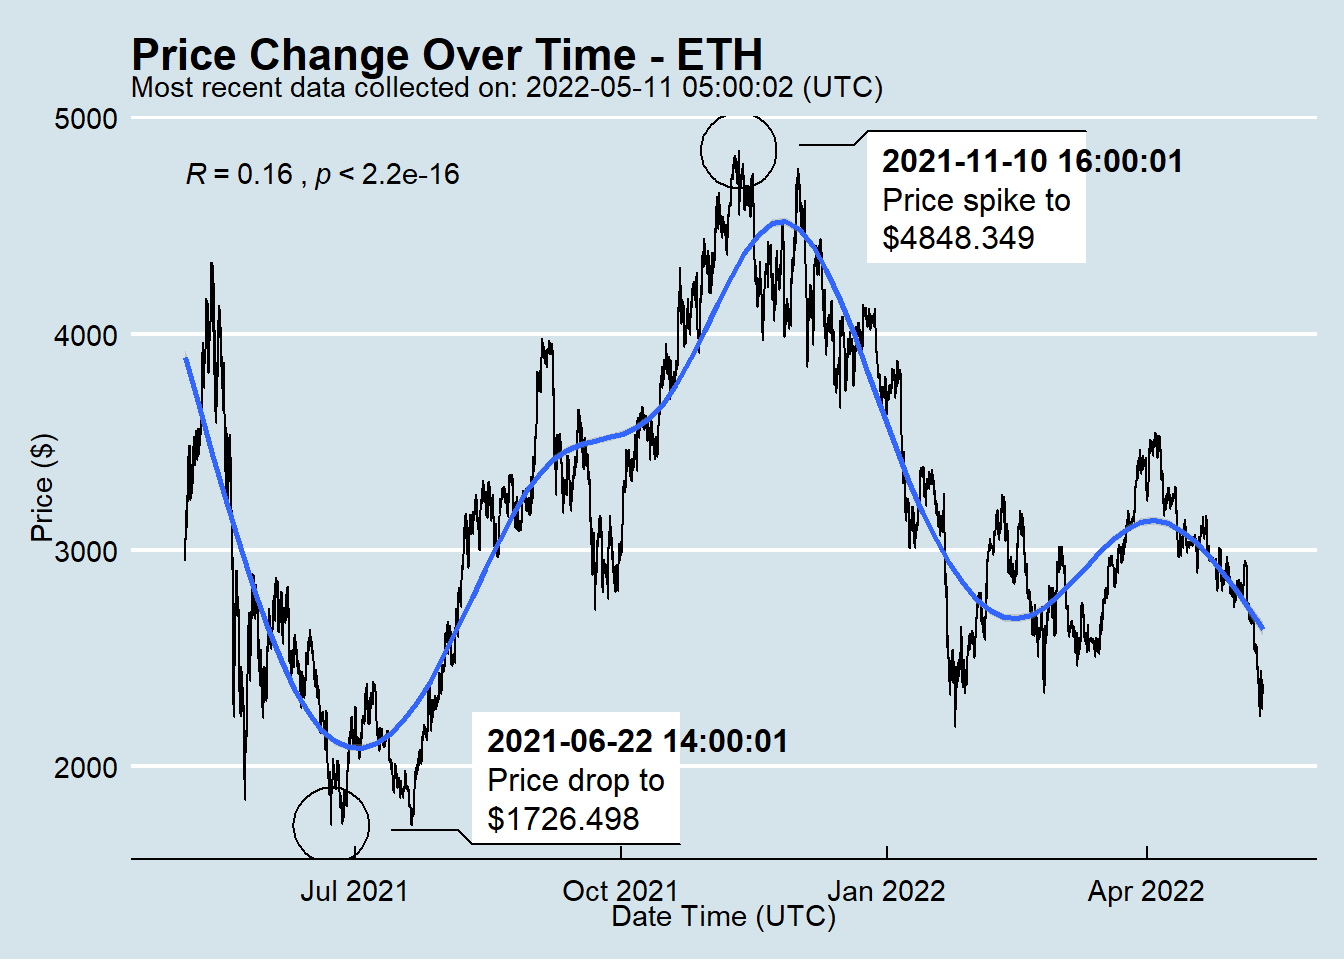 Price Change Over Time - ETH
Most recent data collected on: 2022-05-11 05:00:02 (UTC)
5000
R = 0.16 , p < 2.2e-16
2021-11-10 16:00:01
Price spike to
$4848.349
4000
Price ($)
3000
2000
2021-06-22 14:00:01
Price drop to
$1726.498
Jul 2021
Oct 2021
Jan 2022
Apr 2022
Date Time (UTC)